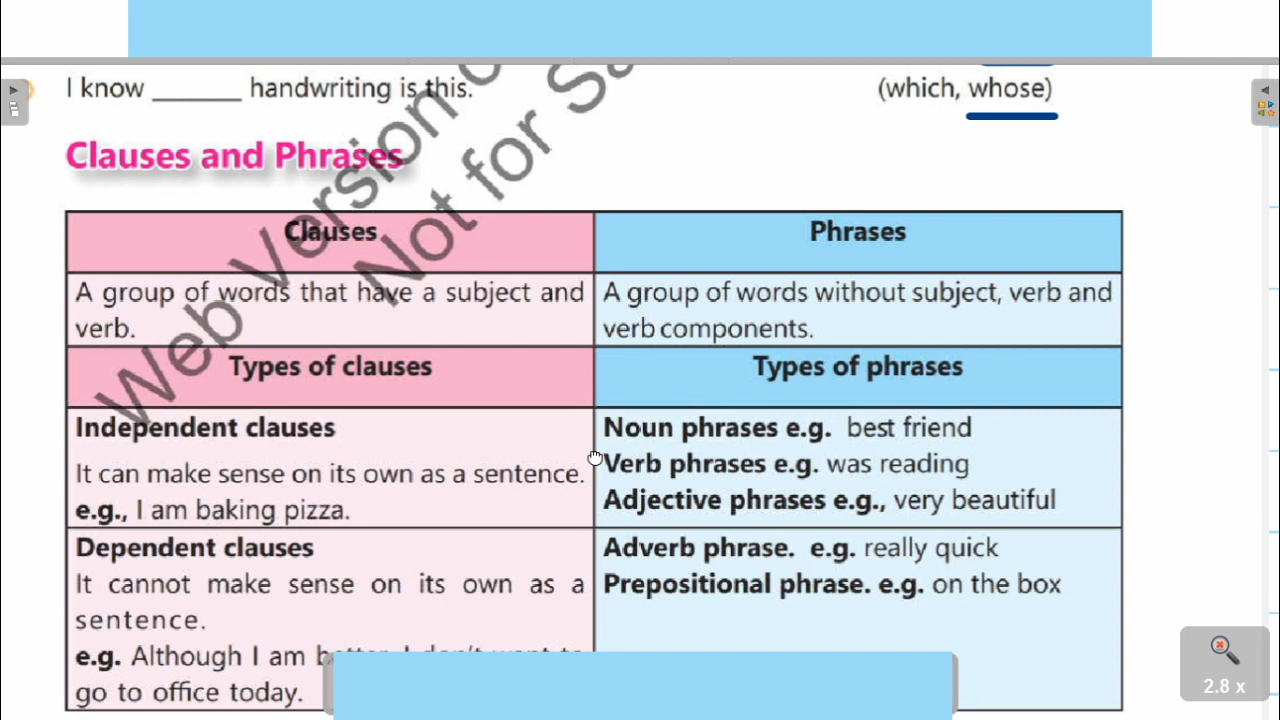 I know _______ handwriting is this. (which, whose)
Clauses and Phrases
Clauses Phrases
A group of words that have a subject and verb.
A group of words without subject, verb and verb components.
Types of clauses Types of phrases
Independent clauses
It can make sense on its own as a sentence.
e.g., I am baking pizza.
Noun phrases e.g. best friend
Verb phrases e.g. was reading
Adjective phrases e.g., very beautiful
Dependent clauses
It cannot make sense on its own as a
sentence.
e.g. Although I am
go to office today.
Adverb phrase. e.g. really quick
Prepositional phrase. e.g. on the box
Web Version
Not for
2.8 x